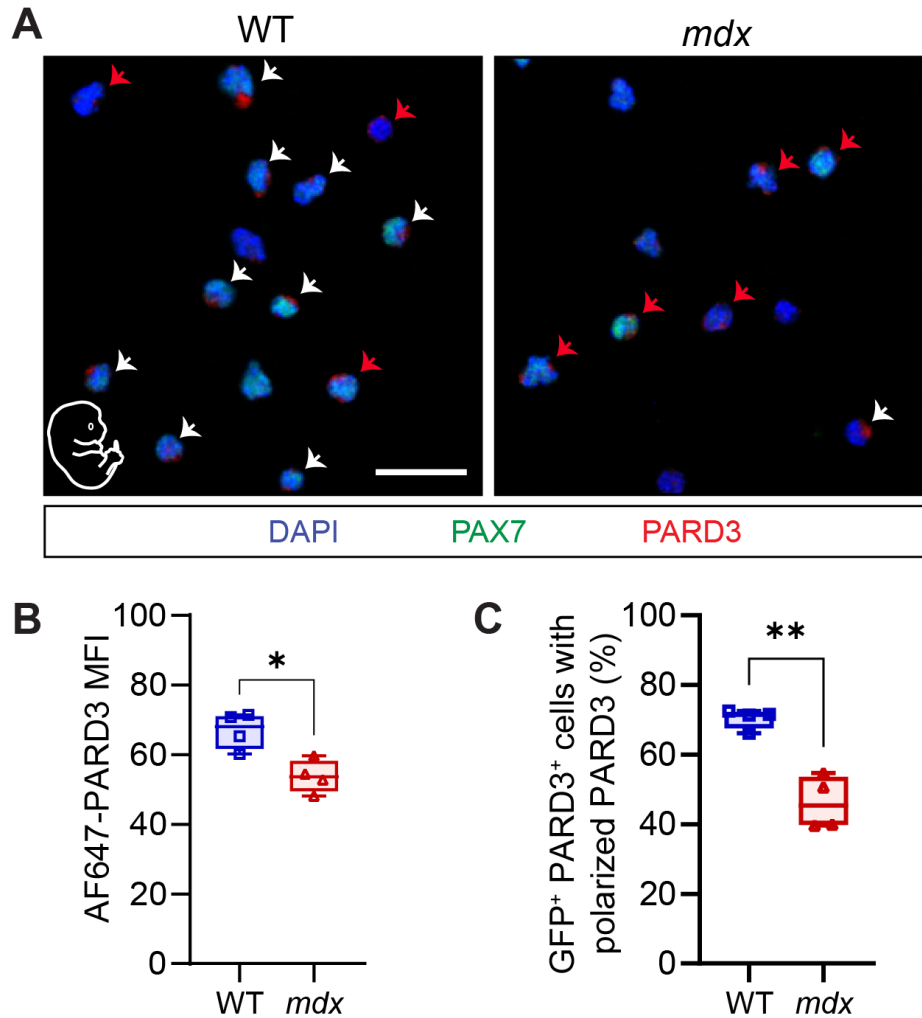 A
WT
mdx
DAPI PAX7 PARD3
B
AF647-PARD3 MFI
100
80
60
40
20
0
*
WT mdx
C
GFP⁺ PARD3⁺ cells with
polarized PARD3 (%)
100
80
60
40
20
0
**
WT mdx